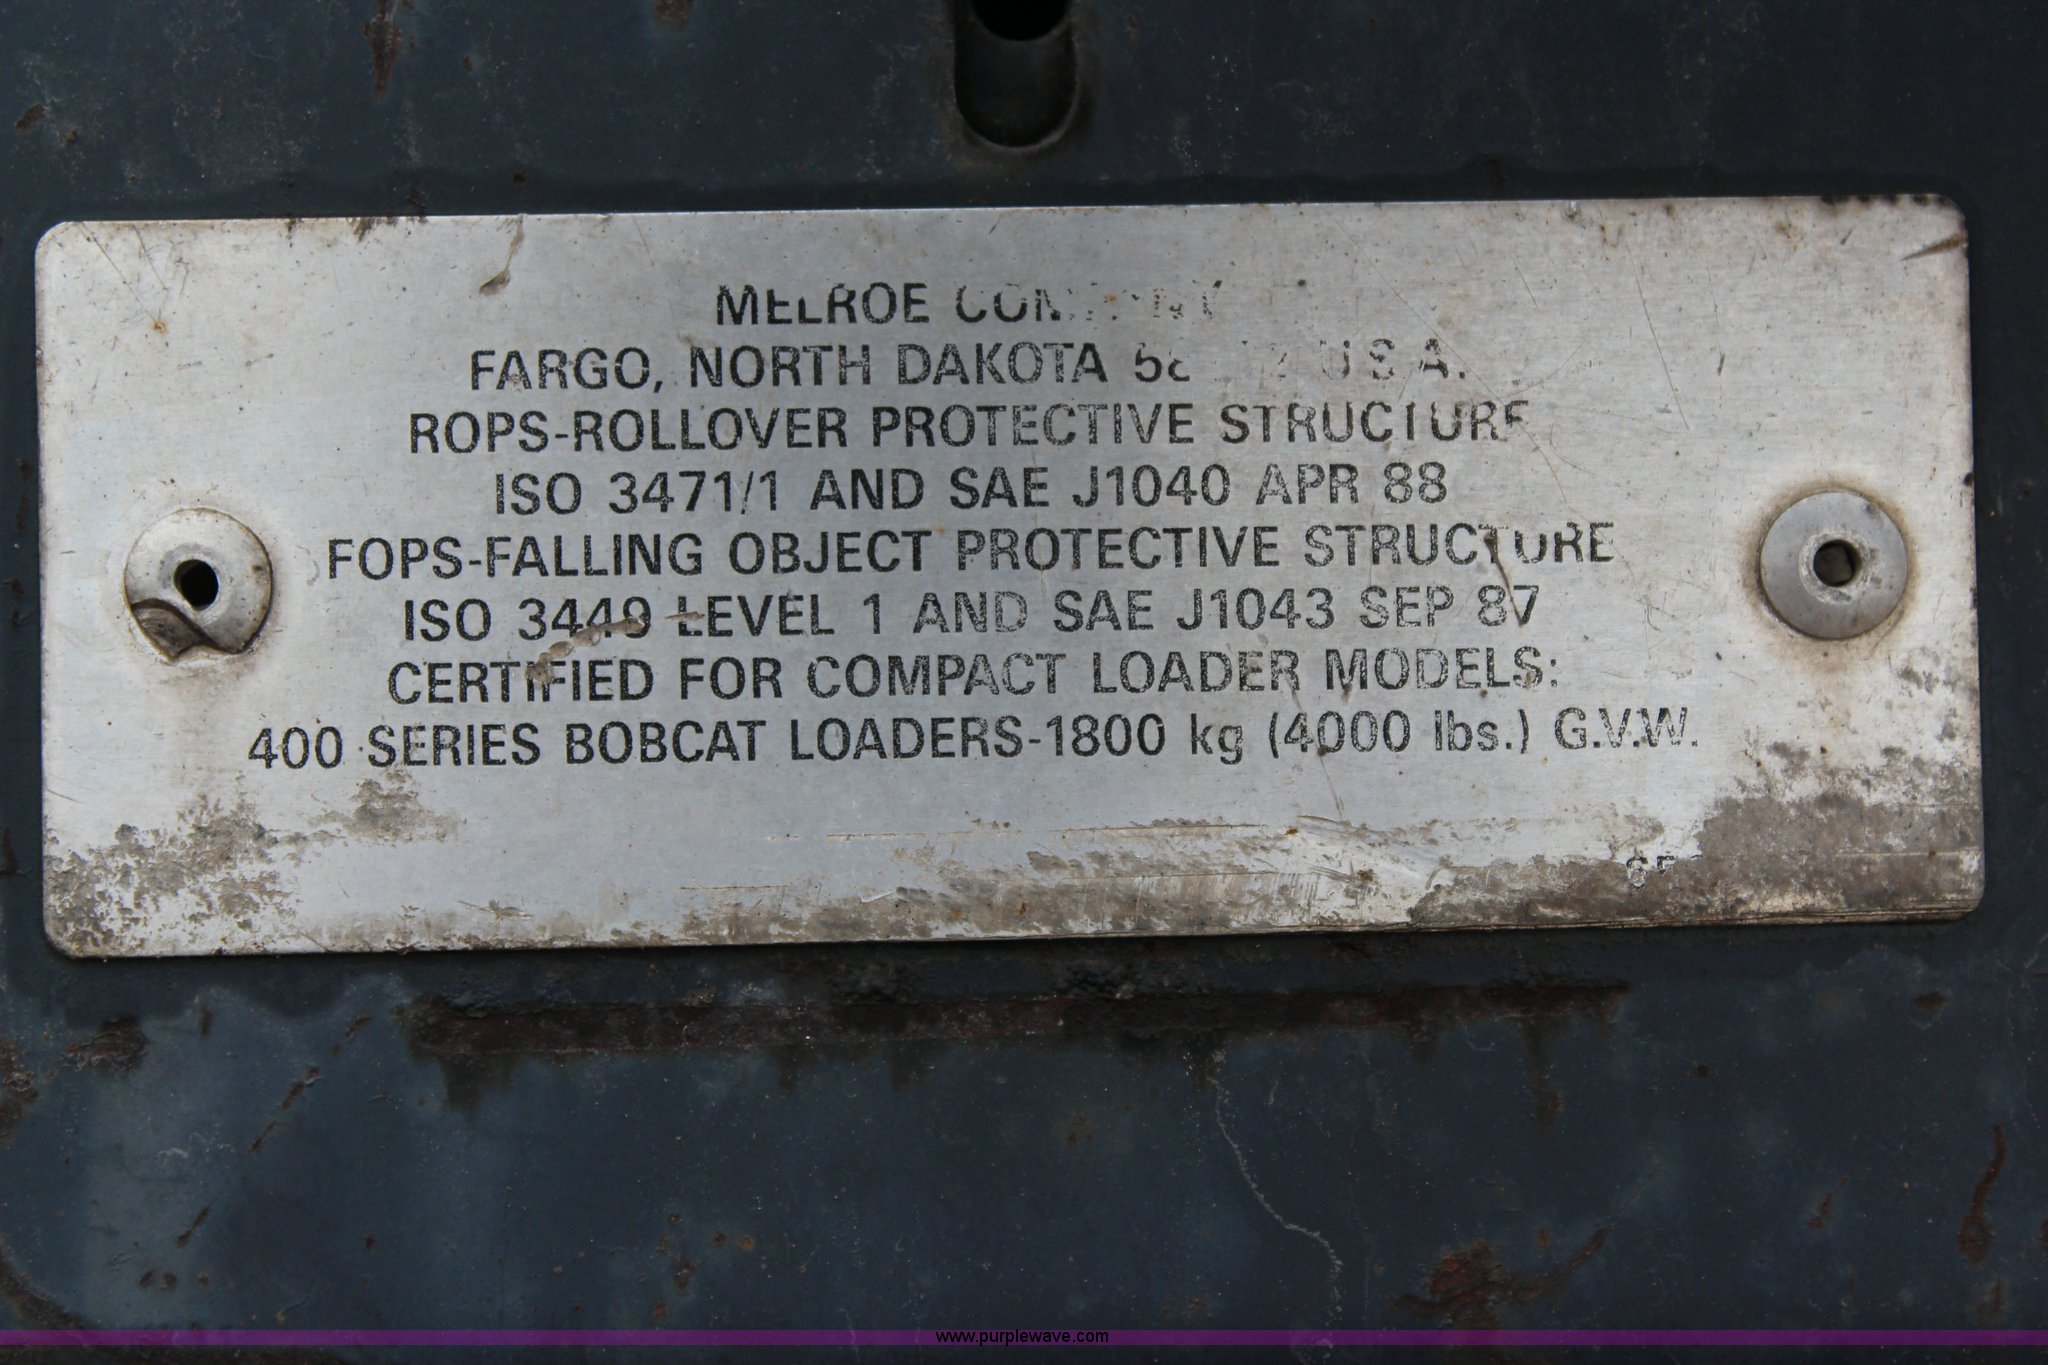 MELROE COMPANY
FARGO, NORTH DAKOTA U.S.A.
ROPS-ROLLOVER PROTECTIVE STRUCTURE
ISO 3471/1 AND SAE J1040 APR 88
FOPS-FALLING OBJECT PROTECTIVE STRUCTURE
ISO 3449 LEVEL 1 AND SAE J1043 SEP 87
CERTIFIED FOR COMPACT LOADER MODELS:
400 SERIES BOBCAT LOADERS-1800 kg (4000 lbs.) G.V.W.
www.purplewave.com